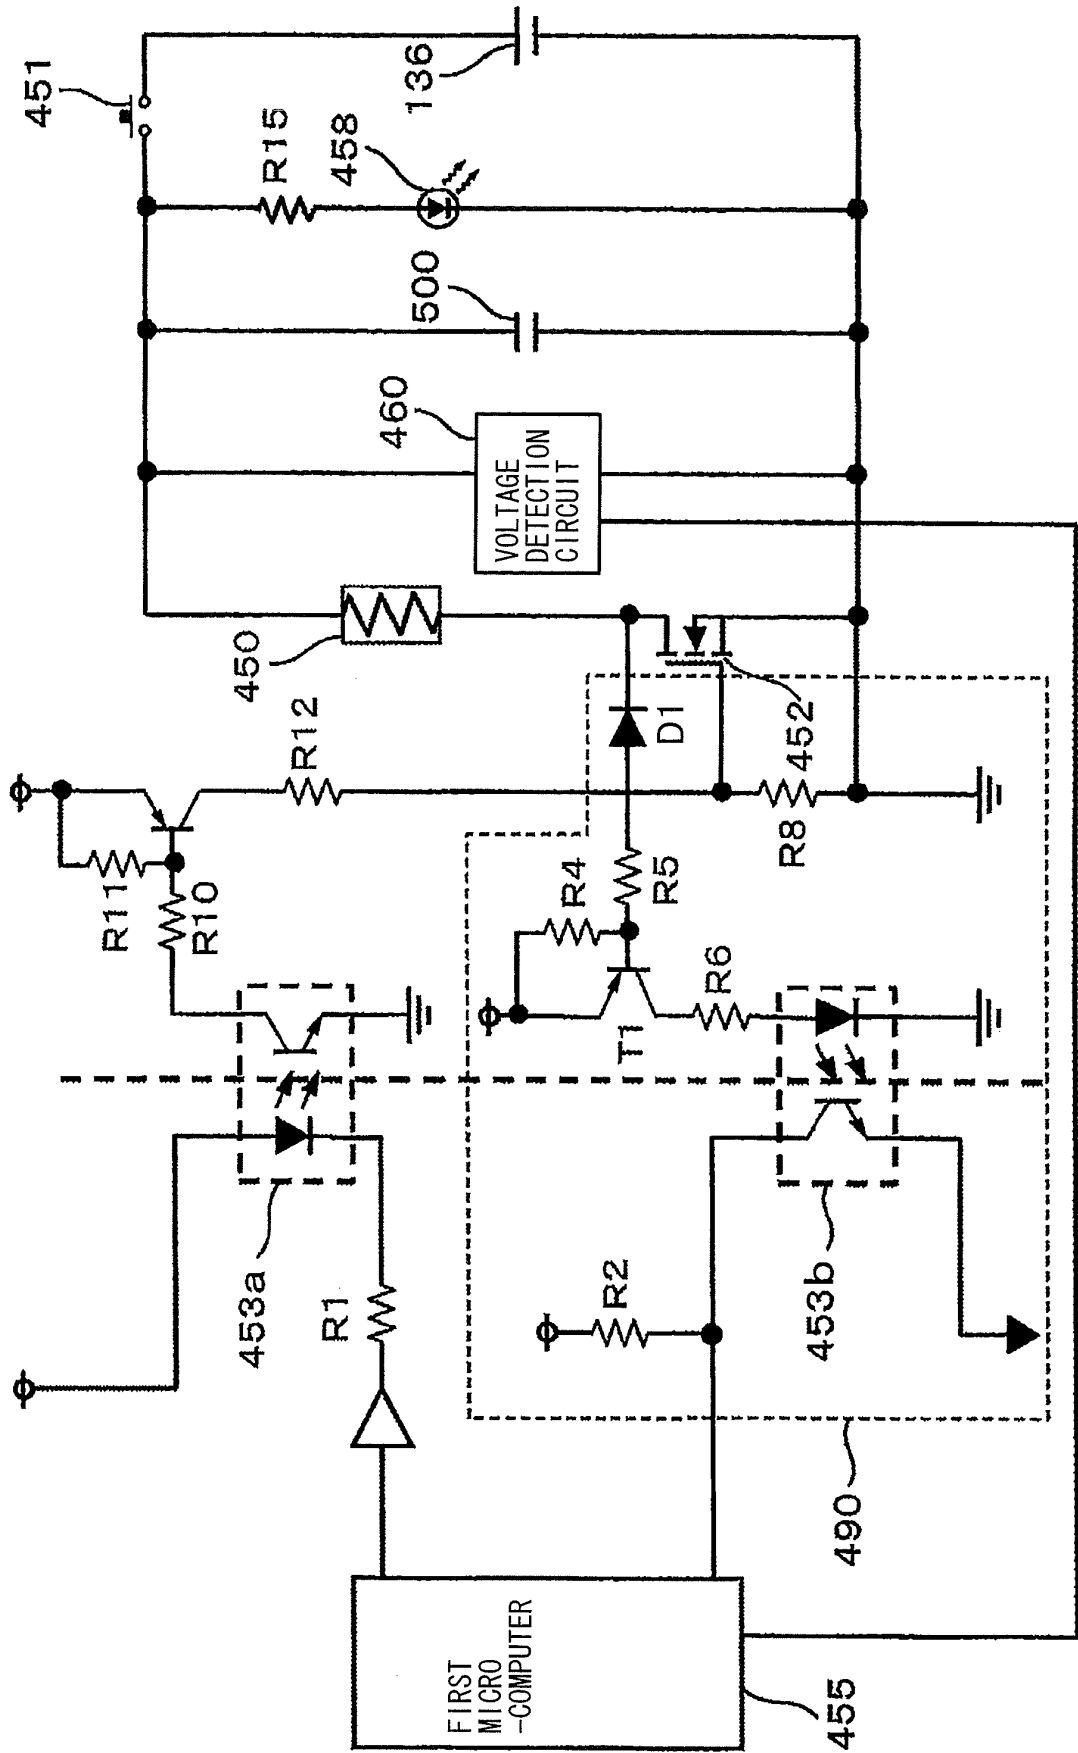 451
136
R15
458
500
460
VOLTAGE
DETECTION
CIRCUIT
450
452
D1
R12
R8
R11
R10
R4
R5
R6
T1
453a
453b
R1
R2
490
FIRST
MICRO
-COMPUTER
455